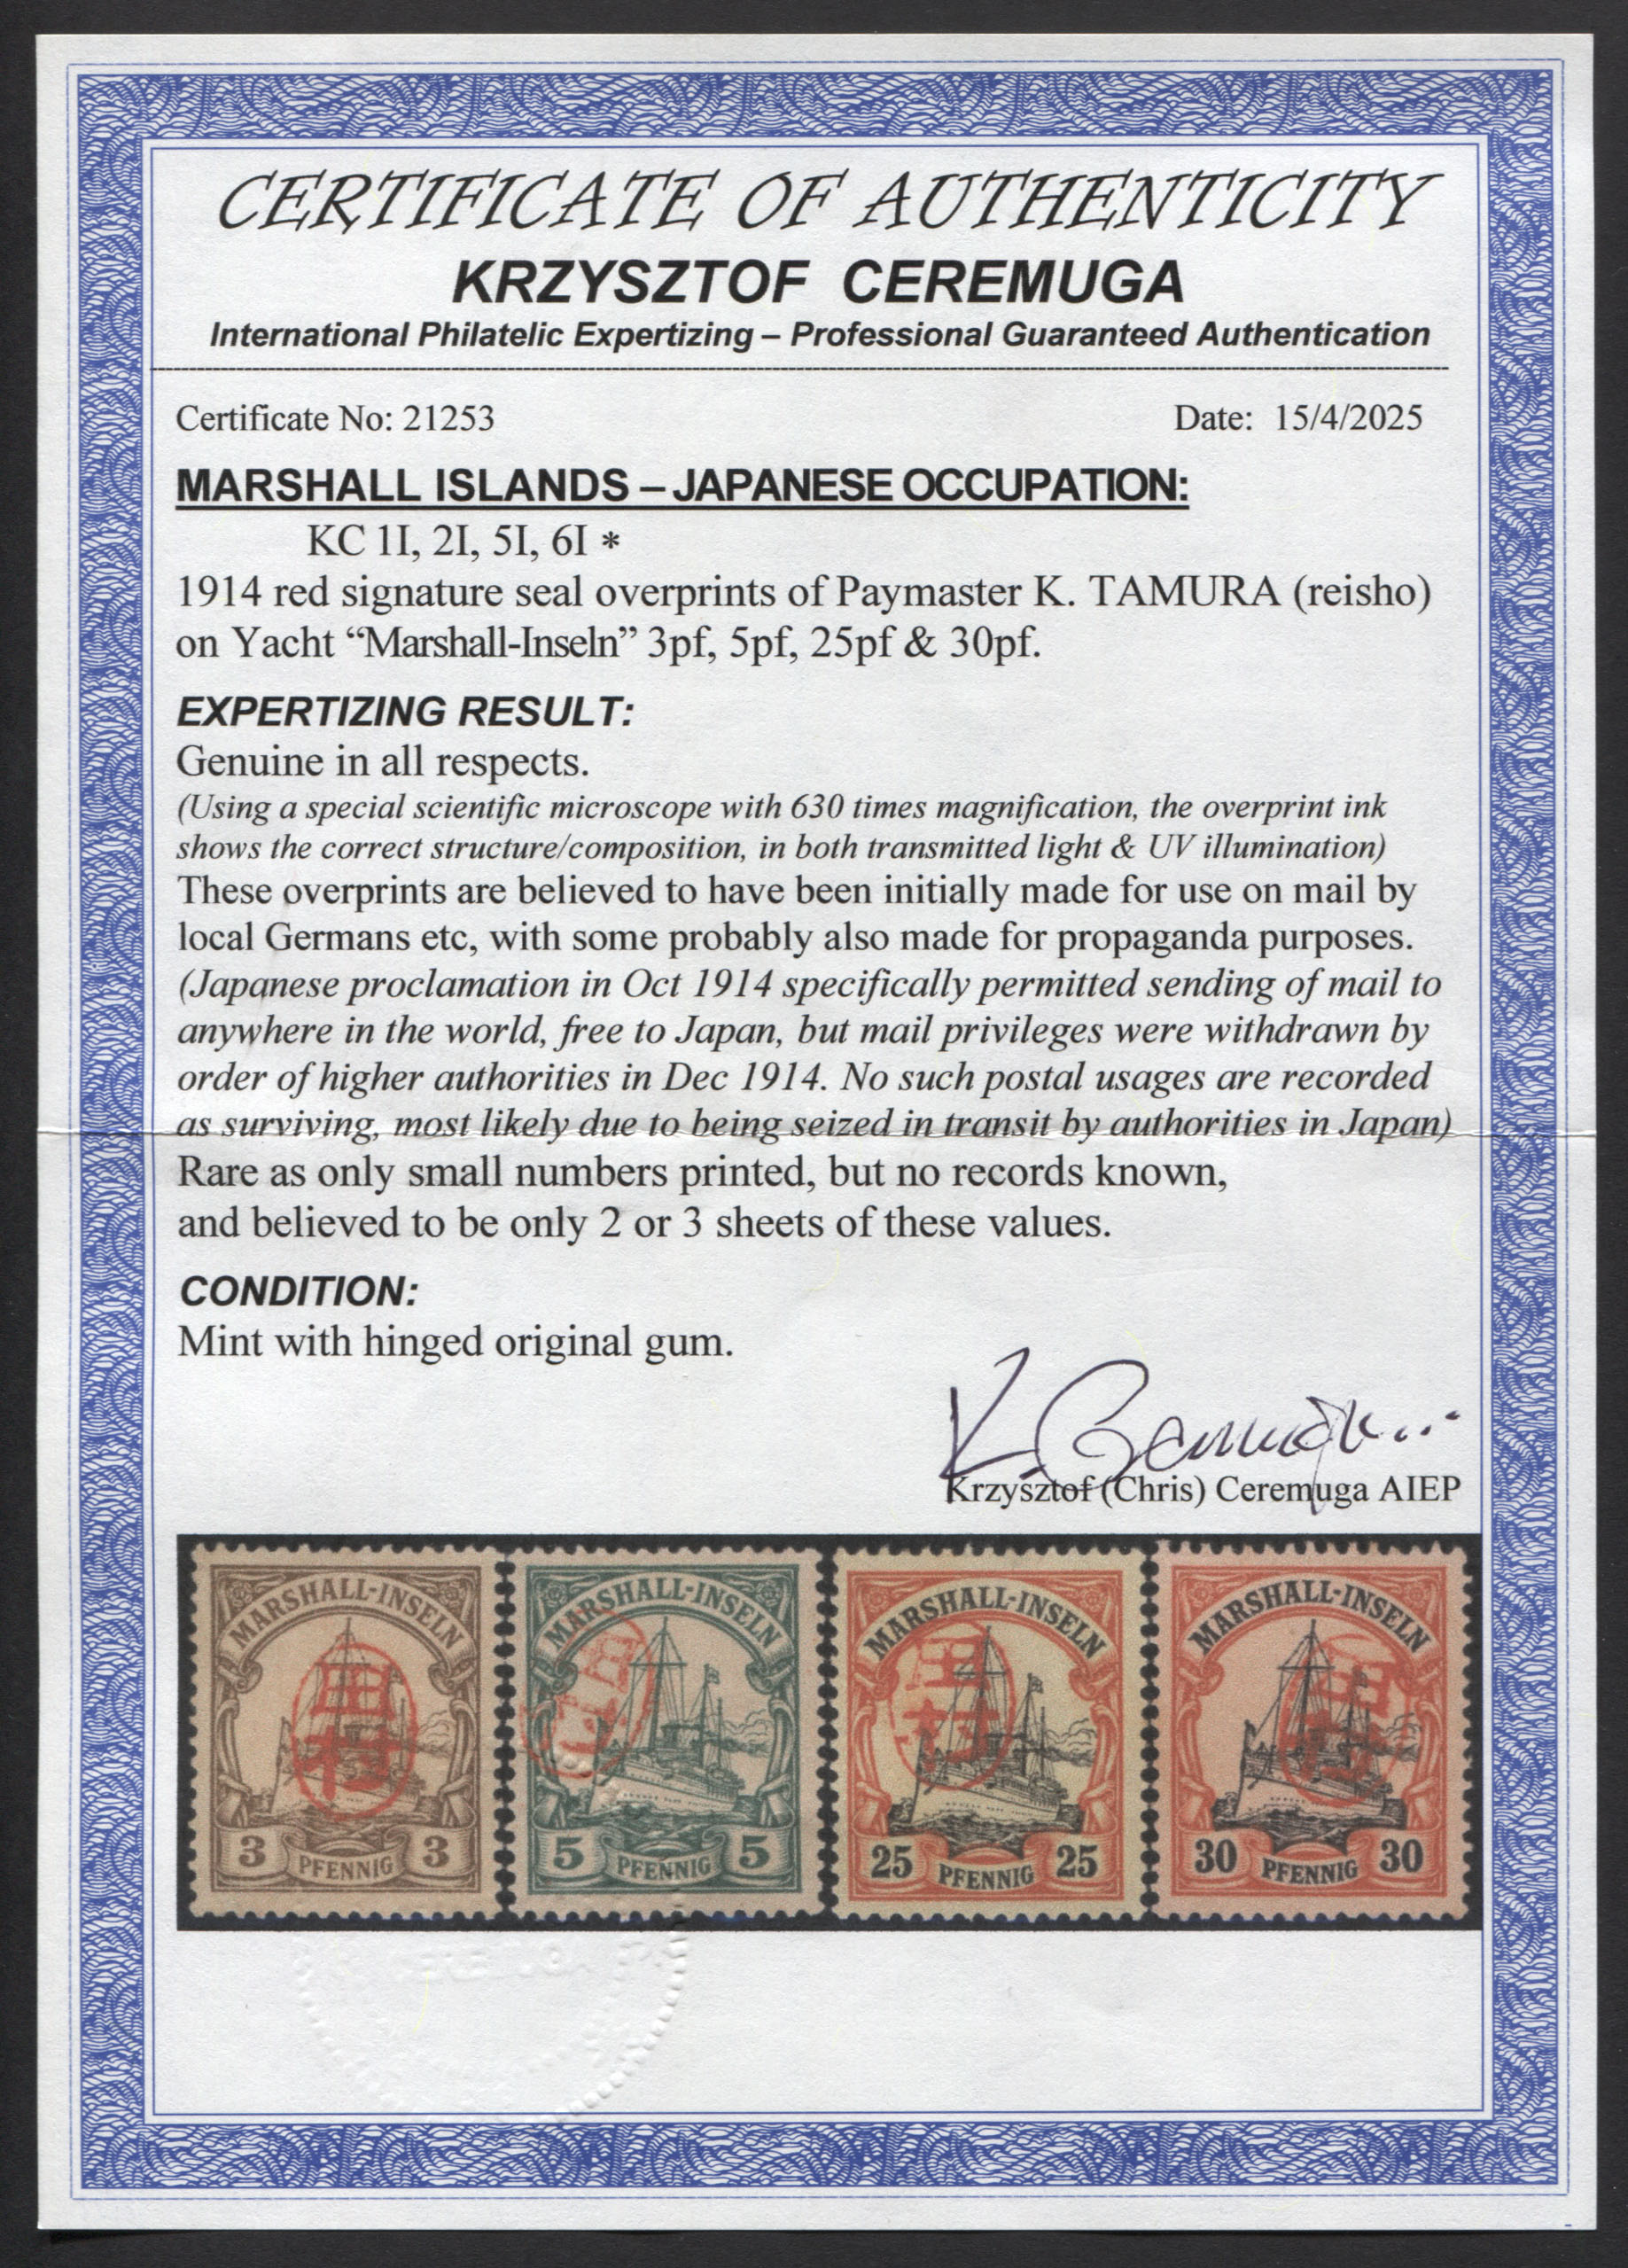 CERTIFICATE OF AUTHENTICITY
KRZYSZTOF CEREMUGA
International Philatelic Expertizing – Professional Guaranteed Authentication
Certificate No: 21253 Date: 15/4/2025
MARSHALL ISLANDS – JAPANESE OCCUPATION:
KC 1I, 2I, 5I, 6I *
1914 red signature seal overprints of Paymaster K. TAMURA (reisho)
on Yacht “Marshall-Inseln” 3pf, 5pf, 25pf & 30pf.
EXPERTIZING RESULT:
Genuine in all respects.
(Using a special scientific microscope with 630 times magnification, the overprint ink
shows the correct structure/composition, in both transmitted light & UV illumination)
These overprints are believed to have been initially made for use on mail by
local Germans etc, with some probably also made for propaganda purposes.
(Japanese proclamation in Oct 1914 specifically permitted sending of mail to
anywhere in the world, free to Japan, but mail privileges were withdrawn by
order of higher authorities in Dec 1914. No such postal usages are recorded
as surviving, most likely due to being seized in transit by authorities in Japan)
Rare as only small numbers printed, but no records known,
and believed to be only 2 or 3 sheets of these values.
CONDITION:
Mint with hinged original gum.
Krzysztof (Chris) Ceremuga AIEP
MARSHALL-INSELN
田村
3 PFENNIG 3
MARSHALL-INSELN
田村
5 PFENNIG 5
MARSHALL-INSELN
田村
25 PFENNIG 25
MARSHALL-INSELN
田村
30 PFENNIG 30